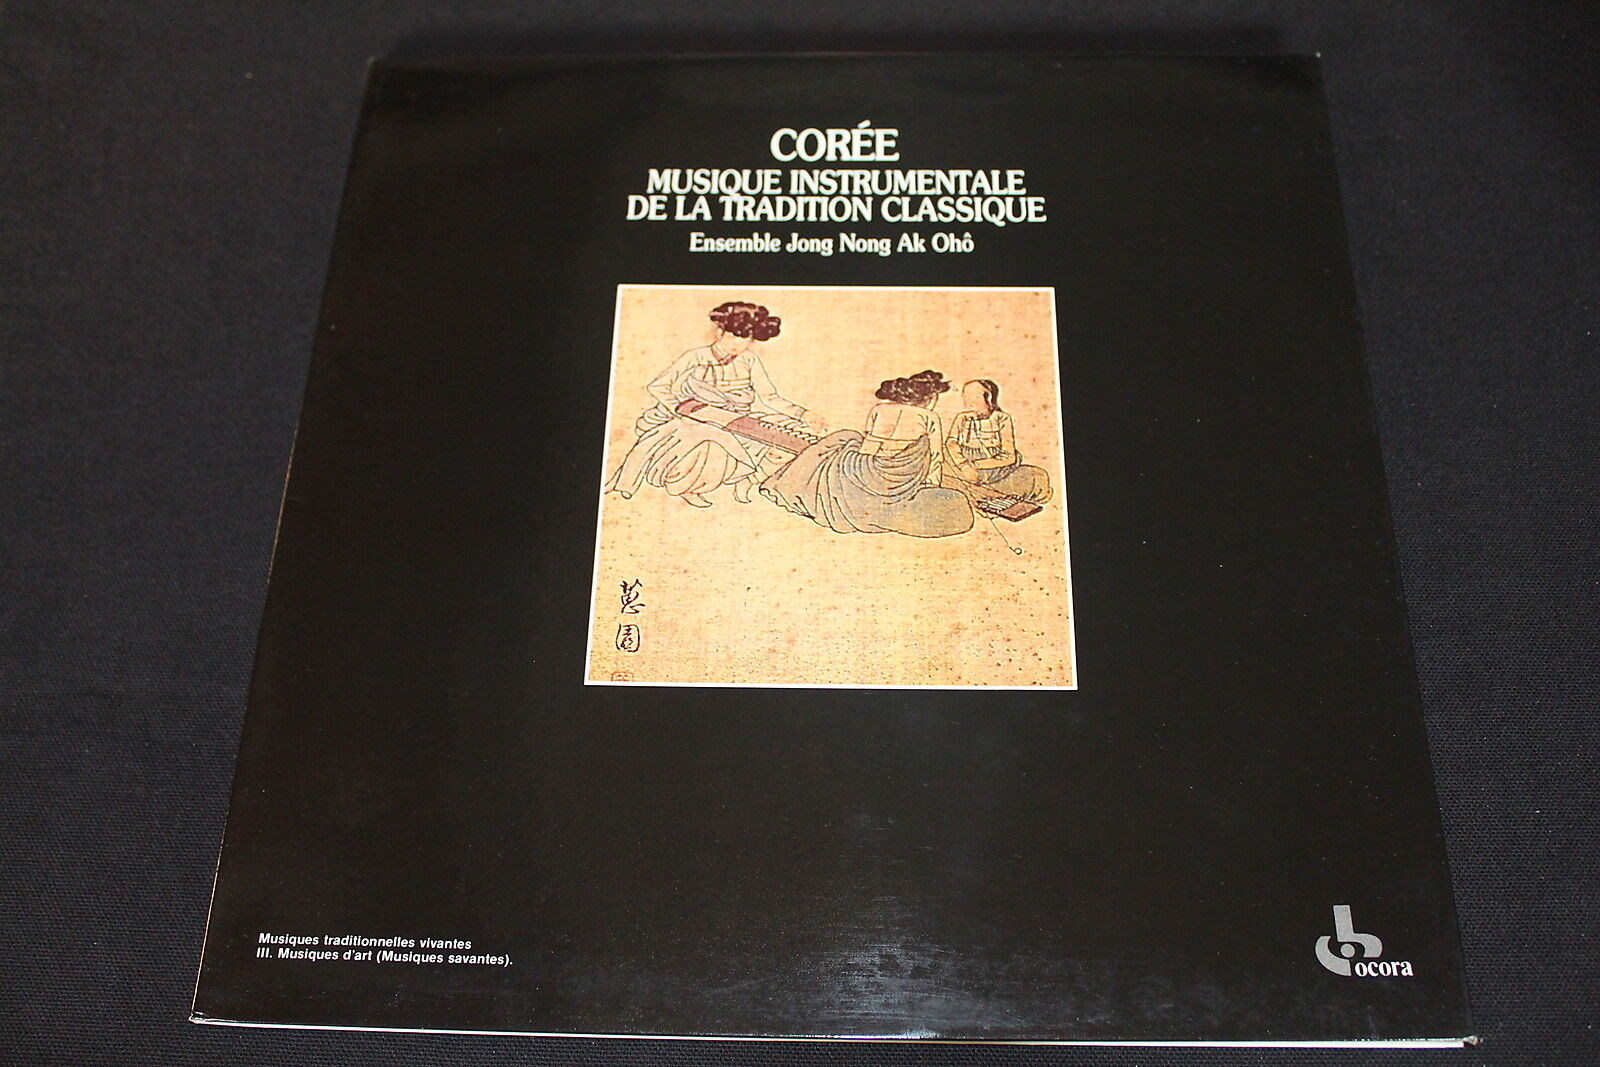 CORÉE
MUSIQUE INSTRUMENTALE
DE LA TRADITION CLASSIQUE
Ensemble Jong Nong Ak Ohô
蕙
園
Musiques traditionnelles vivantes
III. Musiques d'art (Musiques savantes).
ocora